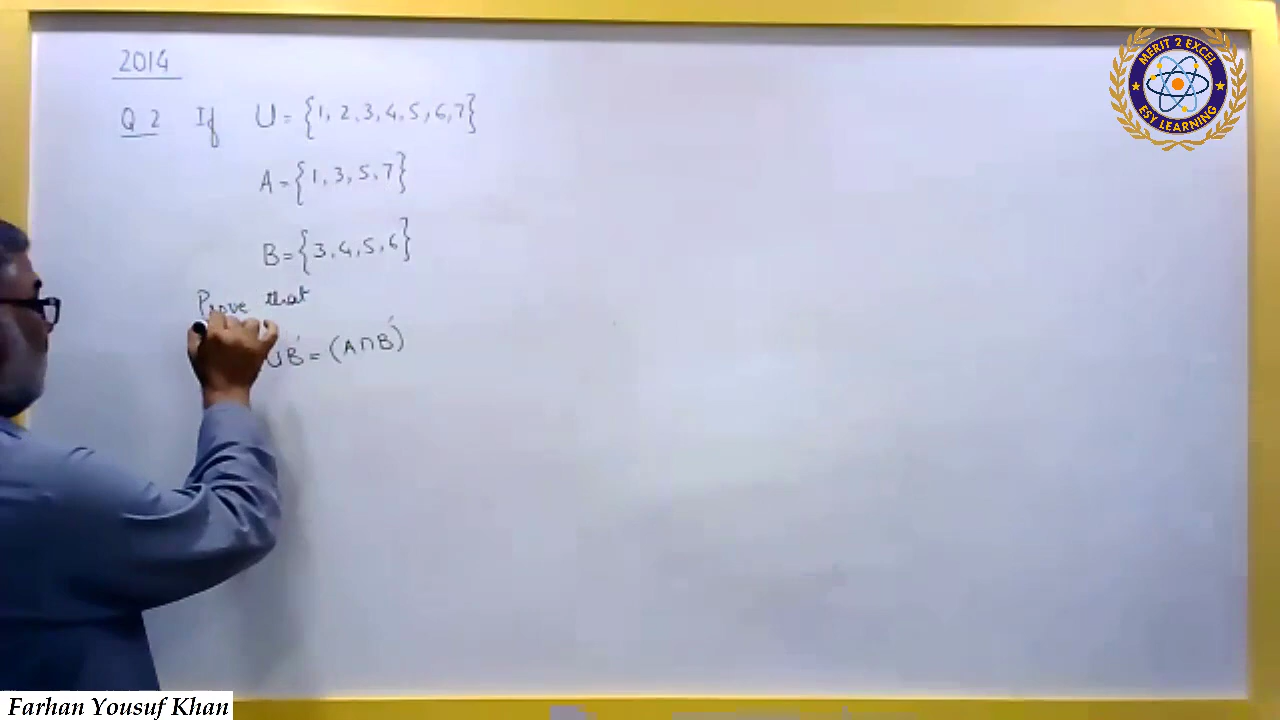 2014
Q 2 If U = {1, 2, 3, 4, 5, 6, 7}
A = {1, 3, 5, 7}
B = {3, 4, 5, 6}
Prove that
∪B′ = (A∩B)′
MERIT 2 EXCEL
ESY LEARNING
Farhan Yousuf Khan